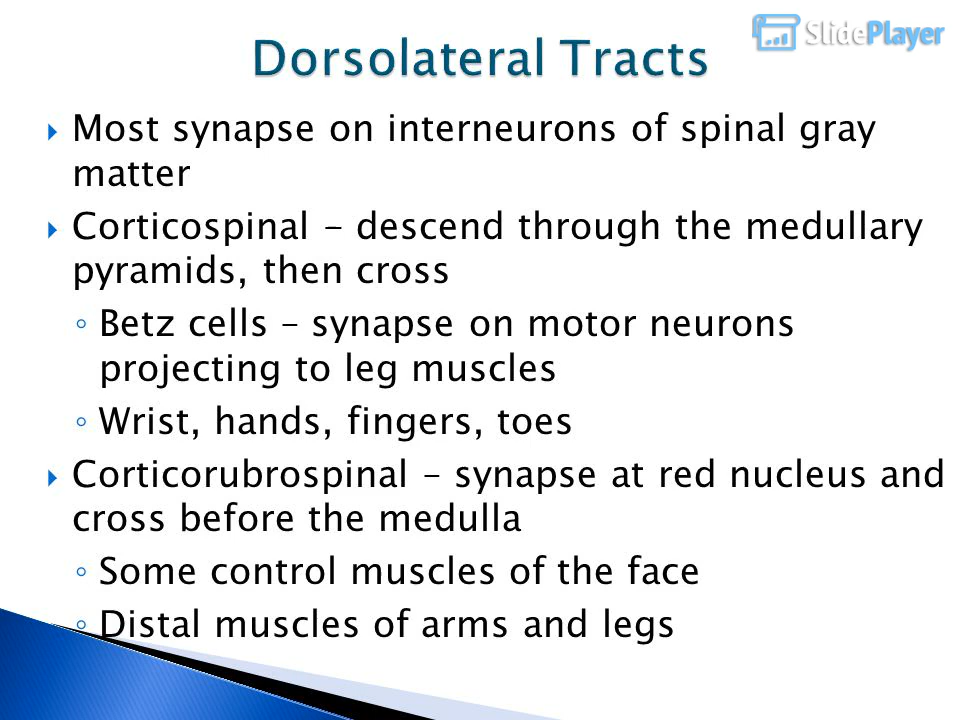 SlidePlayer
Dorsolateral Tracts
Most synapse on interneurons of spinal gray
matter
Corticospinal - descend through the medullary
pyramids, then cross
Betz cells – synapse on motor neurons
projecting to leg muscles
Wrist, hands, fingers, toes
Corticorubrospinal – synapse at red nucleus and
cross before the medulla
Some control muscles of the face
Distal muscles of arms and legs